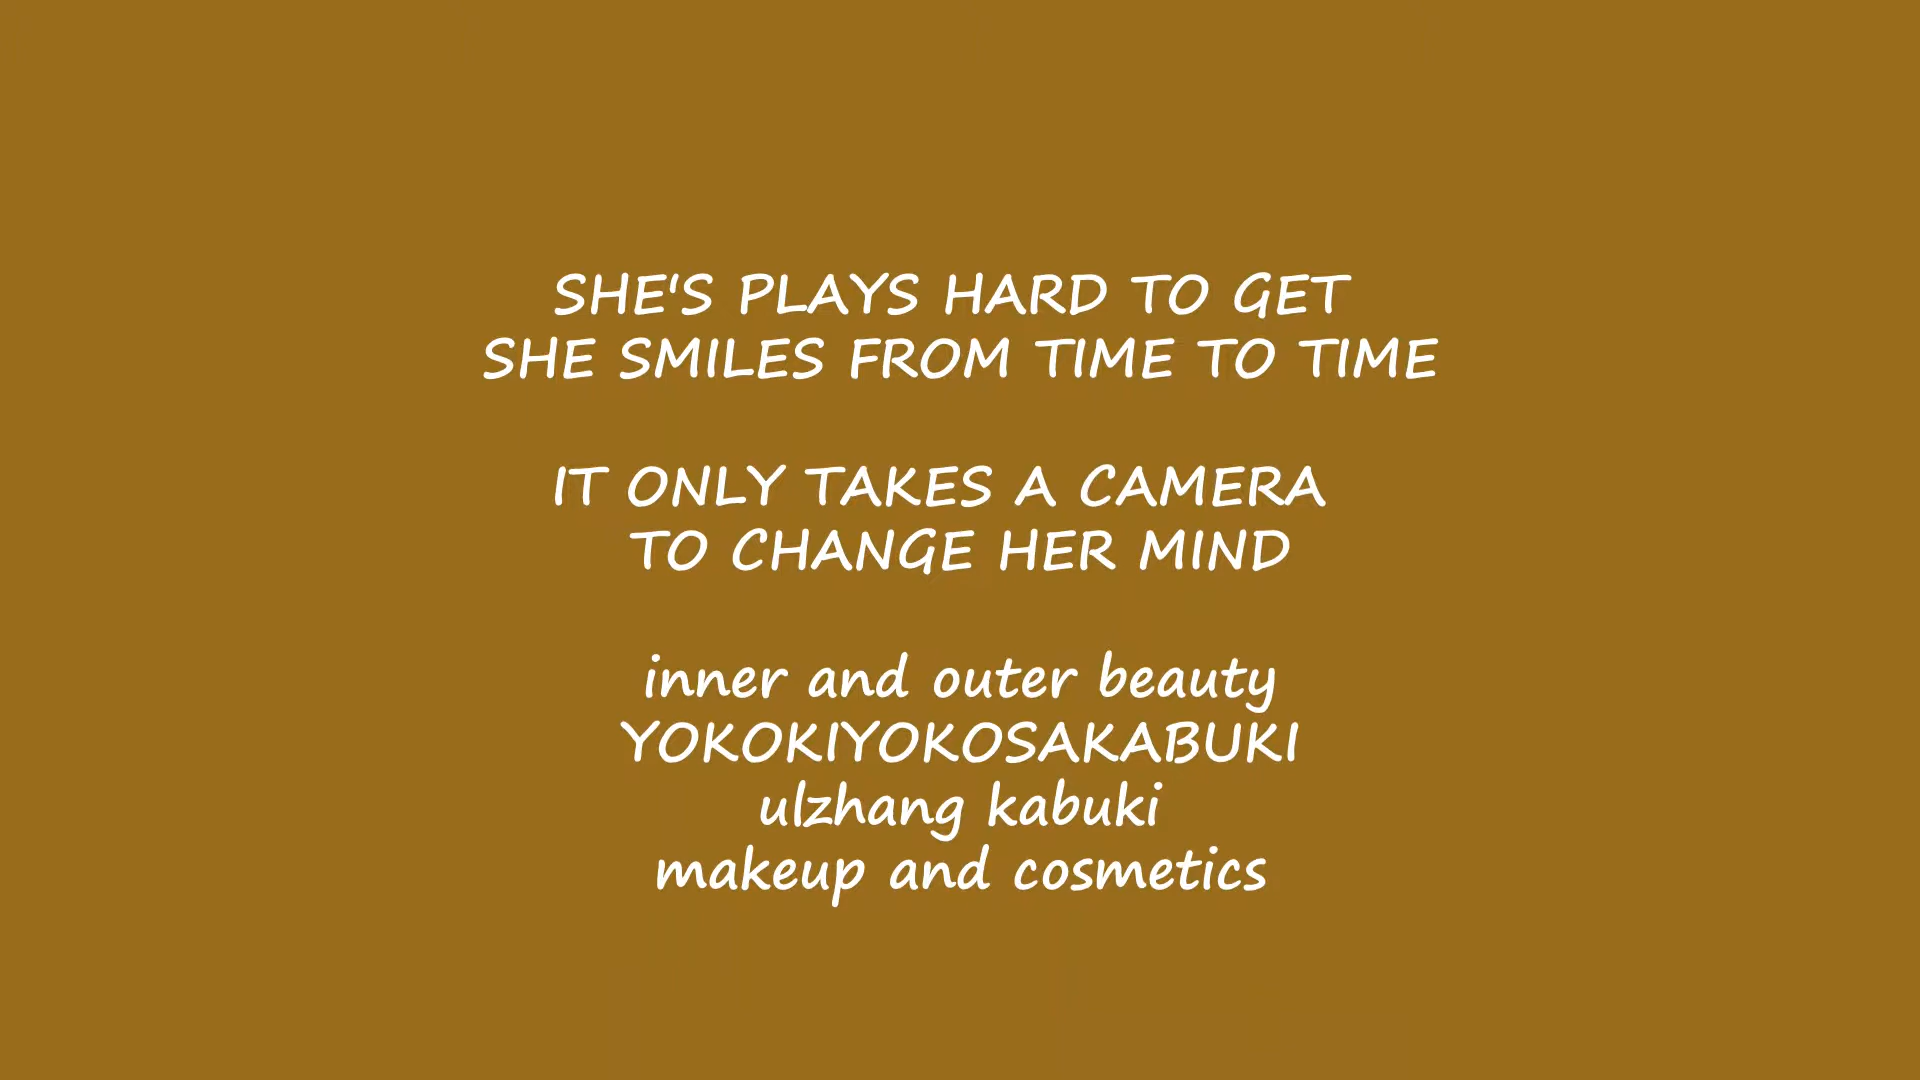 SHE'S PLAYS HARD TO GET
SHE SMILES FROM TIME TO TIME
IT ONLY TAKES A CAMERA
TO CHANGE HER MIND
inner and outer beauty
YOKOKIYOKOSAKABUKI
ulzhang kabuki
makeup and cosmetics